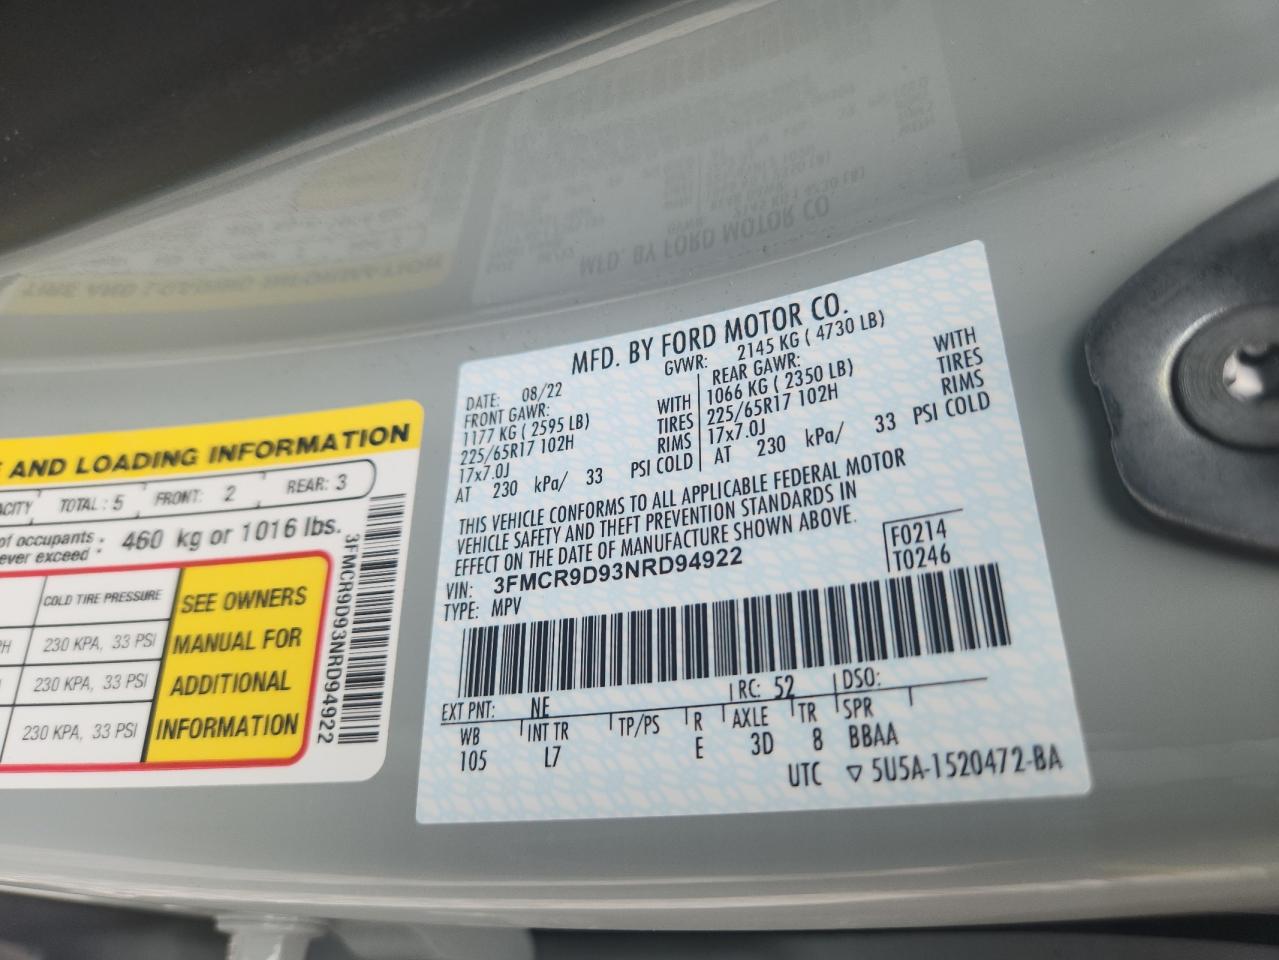 E AND LOADING INFORMATION
ACITY TOTAL : 5 FRONT: 2 REAR: 3
of occupants
ever exceed 460 kg or 1016 lbs.
COLD TIRE PRESSURE
230 KPA, 33 PSI
230 KPA, 33 PSI
230 KPA, 33 PSI
SEE OWNERS
MANUAL FOR
ADDITIONAL
INFORMATION
3FMCR9D93NRD94922
MFD. BY FORD MOTOR CO.
DATE: 08/22 GVWR: 2145 KG ( 4730 LB)
FRONT GAWR: REAR GAWR:
1177 KG ( 2595 LB) WITH 1066 KG ( 2350 LB) WITH
225/65R17 102H TIRES 225/65R17 102H TIRES
17x7.0J RIMS 17x7.0J RIMS
AT 230 kPa/ 33 PSI COLD AT 230 kPa/ 33 PSI COLD
THIS VEHICLE CONFORMS TO ALL APPLICABLE FEDERAL MOTOR
VEHICLE SAFETY AND THEFT PREVENTION STANDARDS IN
EFFECT ON THE DATE OF MANUFACTURE SHOWN ABOVE.
VIN: 3FMCR9D93NRD94922
TYPE: MPV
F0214
T0246
EXT PNT: NE RC: 52 DSO:
WB INT TR TP/PS R AXLE TR SPR
105 L7 E 3D 8 BBAA
UTC ▽ 5U5A-1520472-BA